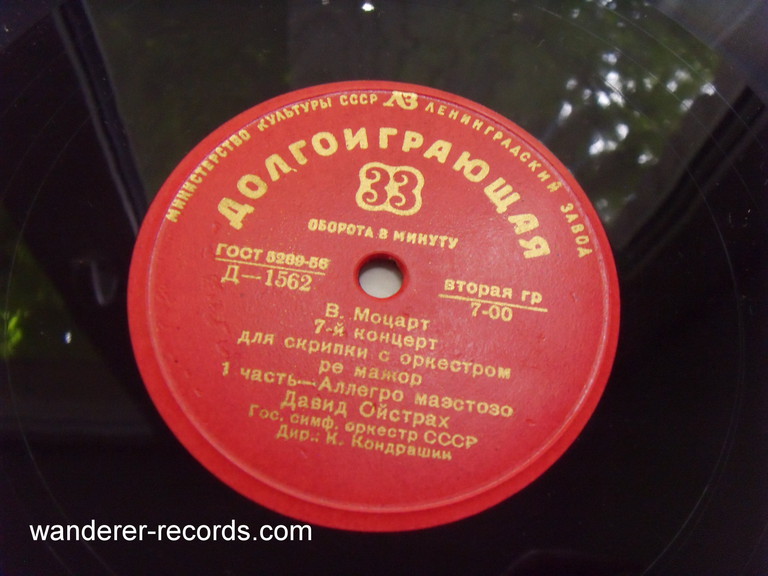 МИНИСТЕРСТВО КУЛЬТУРЫ СССР ЛЗ ЛЕНИНГРАДСКИЙ ЗАВОД
ДОЛГОИГРАЮЩАЯ
33
ОБОРОТА В МИНУТУ
ГОСТ 5289-56
Д—1562
вторая гр
7-00
В. Моцарт
7-й концерт
для скрипки с оркестром
ре мажор
1 часть—Аллегро маэстозо
Давид Ойстрах
Гос. симф. оркестр СССР
Дир.: К. Кондрашин
wanderer-records.com